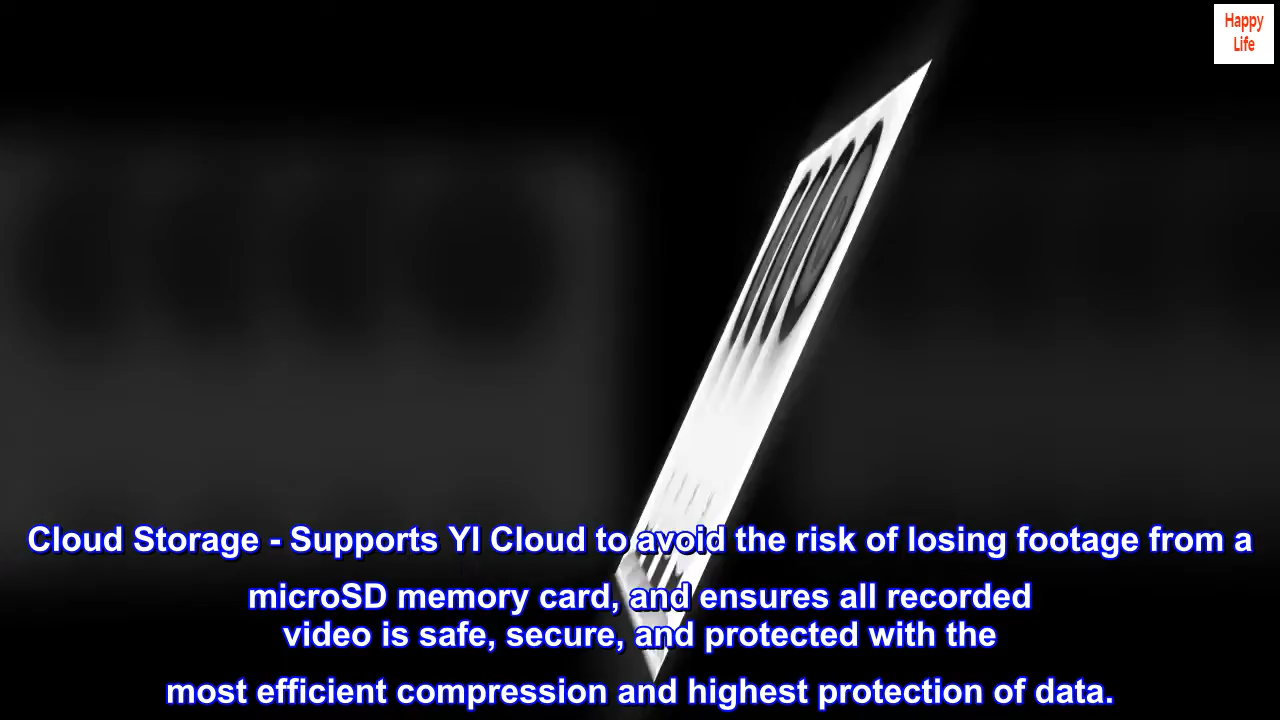 Happy
Life
Cloud Storage - Supports YI Cloud to avoid the risk of losing footage from a
microSD memory card, and ensures all recorded
video is safe, secure, and protected with the
most efficient compression and highest protection of data.